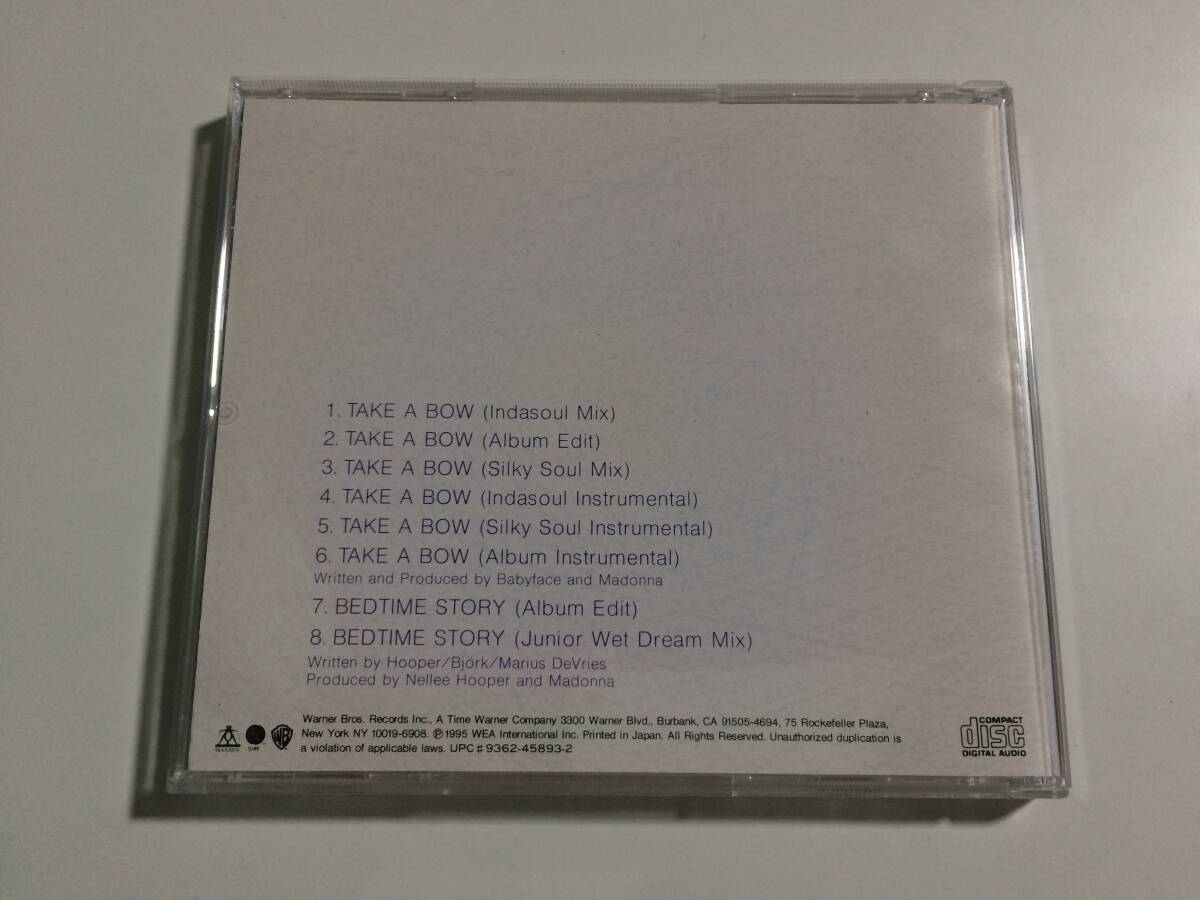 1. TAKE A BOW (Indasoul Mix)
2. TAKE A BOW (Album Edit)
3. TAKE A BOW (Silky Soul Mix)
4. TAKE A BOW (Indasoul Instrumental)
5. TAKE A BOW (Silky Soul Instrumental)
6. TAKE A BOW (Album Instrumental)
Written and Produced by Babyface and Madonna
7. BEDTIME STORY (Album Edit)
8. BEDTIME STORY (Junior Wet Dream Mix)
Written by Hooper/Björk/Marius DeVries
Produced by Nellee Hooper and Madonna
Warner Bros. Records Inc., A Time Warner Company 3300 Warner Blvd., Burbank, CA 91505-4694, 75 Rockefeller Plaza,
New York NY 10019-6908. ℗1995 WEA International Inc. Printed in Japan. All Rights Reserved. Unauthorized duplication is
a violation of applicable laws. UPC♯9362-45893-2
MAVERICK
SIRE
WB
COMPACT
disc
DIGITAL AUDIO